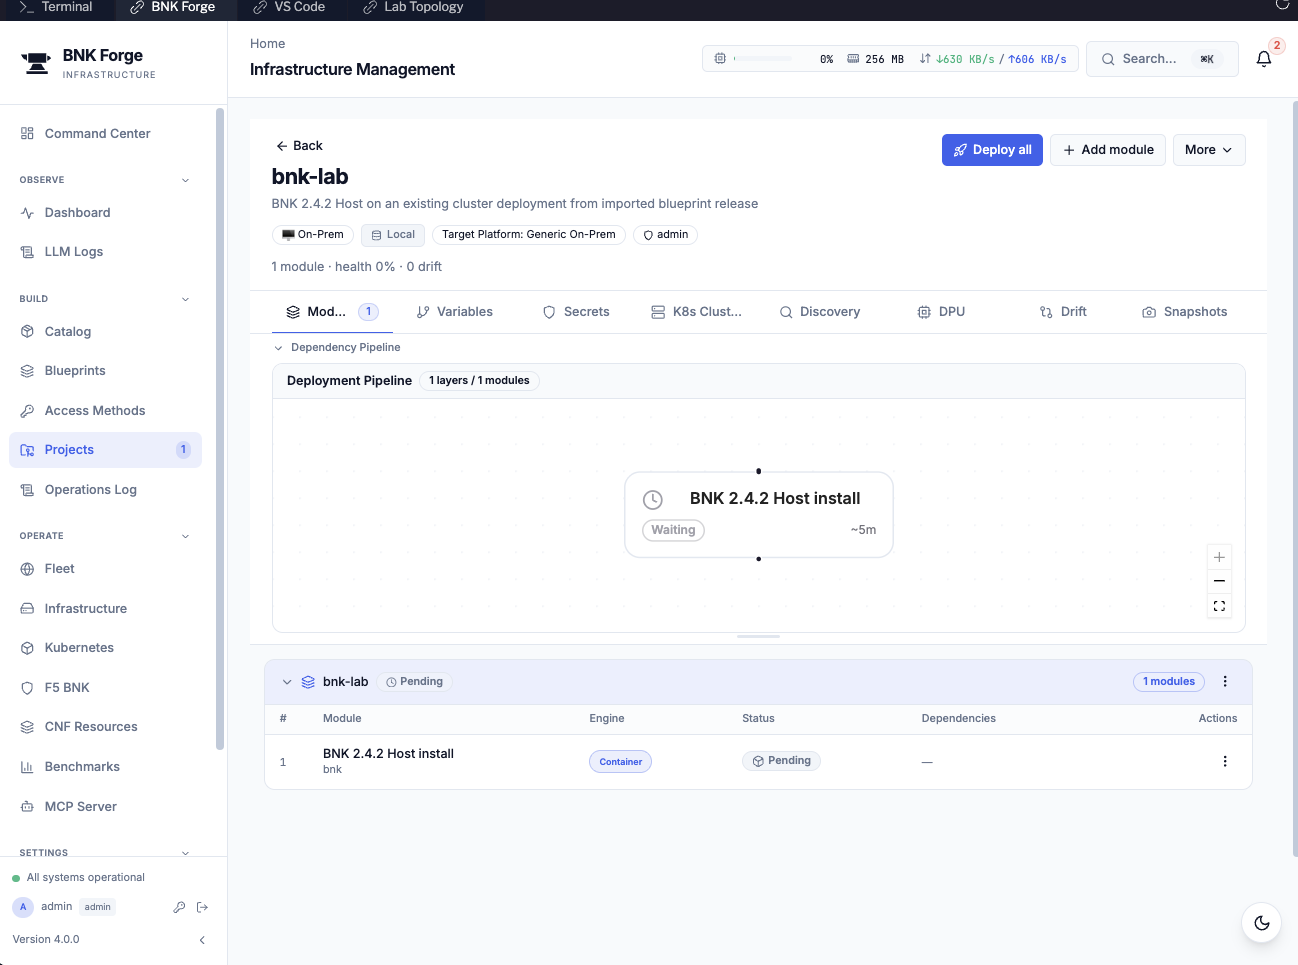 Terminal
BNK Forge
VS Code
Lab Topology
BNK Forge
INFRASTRUCTURE
Home
Infrastructure Management
0%
256 MB
↓630 KB/s / ↑606 KB/s
Search...
⌘K
2
Command Center
OBSERVE
Dashboard
LLM Logs
BUILD
Catalog
Blueprints
Access Methods
Projects
1
Operations Log
OPERATE
Fleet
Infrastructure
Kubernetes
F5 BNK
CNF Resources
Benchmarks
MCP Server
SETTINGS
All systems operational
A
admin
admin
Version 4.0.0
Back
Deploy all
Add module
More
bnk-lab
BNK 2.4.2 Host on an existing cluster deployment from imported blueprint release
On-Prem
Local
Target Platform: Generic On-Prem
admin
1 module · health 0% · 0 drift
Mod...
1
Variables
Secrets
K8s Clust...
Discovery
DPU
Drift
Snapshots
Dependency Pipeline
Deployment Pipeline
1 layers / 1 modules
BNK 2.4.2 Host install
Waiting
~5m
bnk-lab
Pending
1 modules
# Module Engine Status Dependencies Actions
1 BNK 2.4.2 Host install Container Pending —
bnk